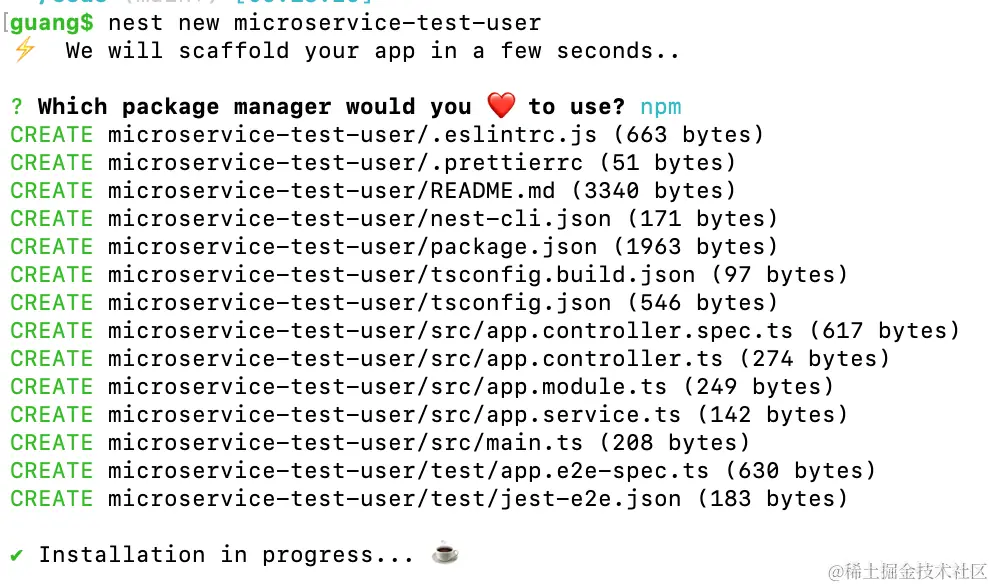 guang$ nest new microservice-test-user
⚡ We will scaffold your app in a few seconds..
? Which package manager would you ❤️ to use? npm
CREATE microservice-test-user/.eslintrc.js (663 bytes)
CREATE microservice-test-user/.prettierrc (51 bytes)
CREATE microservice-test-user/README.md (3340 bytes)
CREATE microservice-test-user/nest-cli.json (171 bytes)
CREATE microservice-test-user/package.json (1963 bytes)
CREATE microservice-test-user/tsconfig.build.json (97 bytes)
CREATE microservice-test-user/tsconfig.json (546 bytes)
CREATE microservice-test-user/src/app.controller.spec.ts (617 bytes)
CREATE microservice-test-user/src/app.controller.ts (274 bytes)
CREATE microservice-test-user/src/app.module.ts (249 bytes)
CREATE microservice-test-user/src/app.service.ts (142 bytes)
CREATE microservice-test-user/src/main.ts (208 bytes)
CREATE microservice-test-user/test/app.e2e-spec.ts (630 bytes)
CREATE microservice-test-user/test/jest-e2e.json (183 bytes)
✔ Installation in progress... ☕
@稀土掘金技术社区